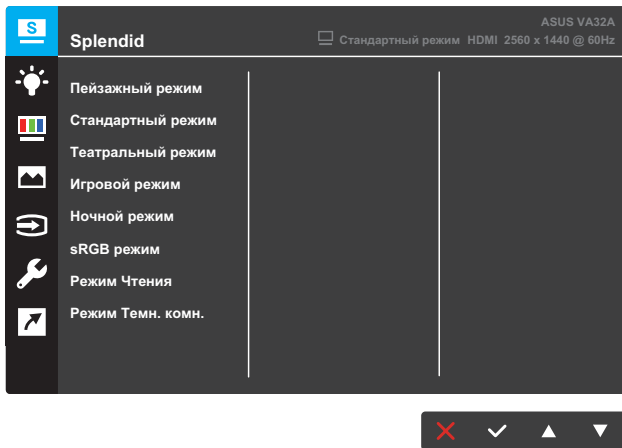 S
ASUS VA32A
Splendid
Стандартный режим HDMI 2560 x 1440 @ 60Hz
Пейзажный режим
Стандартный режим
Театральный режим
Игровой режим
Ночной режим
sRGB режим
Режим Чтения
Режим Темн. комн.